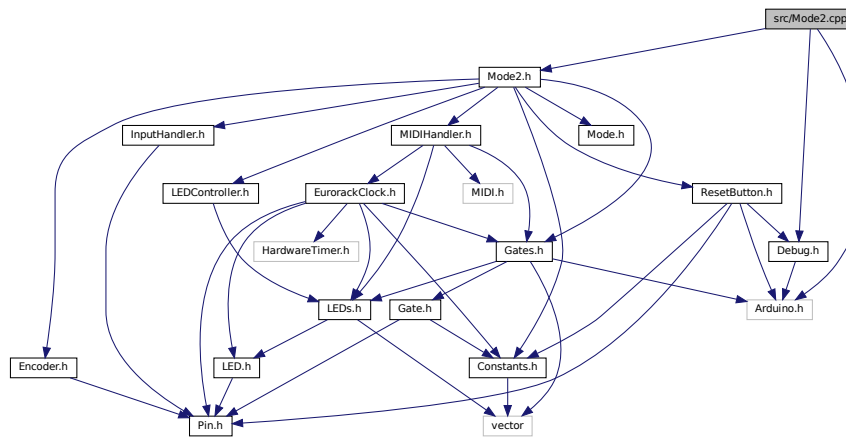 src/Mode2.cpp
Mode2.h
InputHandler.h
MIDIHandler.h
Mode.h
LEDController.h
EurorackClock.h
MIDI.h
ResetButton.h
HardwareTimer.h
Gates.h
Debug.h
LEDs.h
Gate.h
Arduino.h
Encoder.h
LED.h
Constants.h
Pin.h
vector